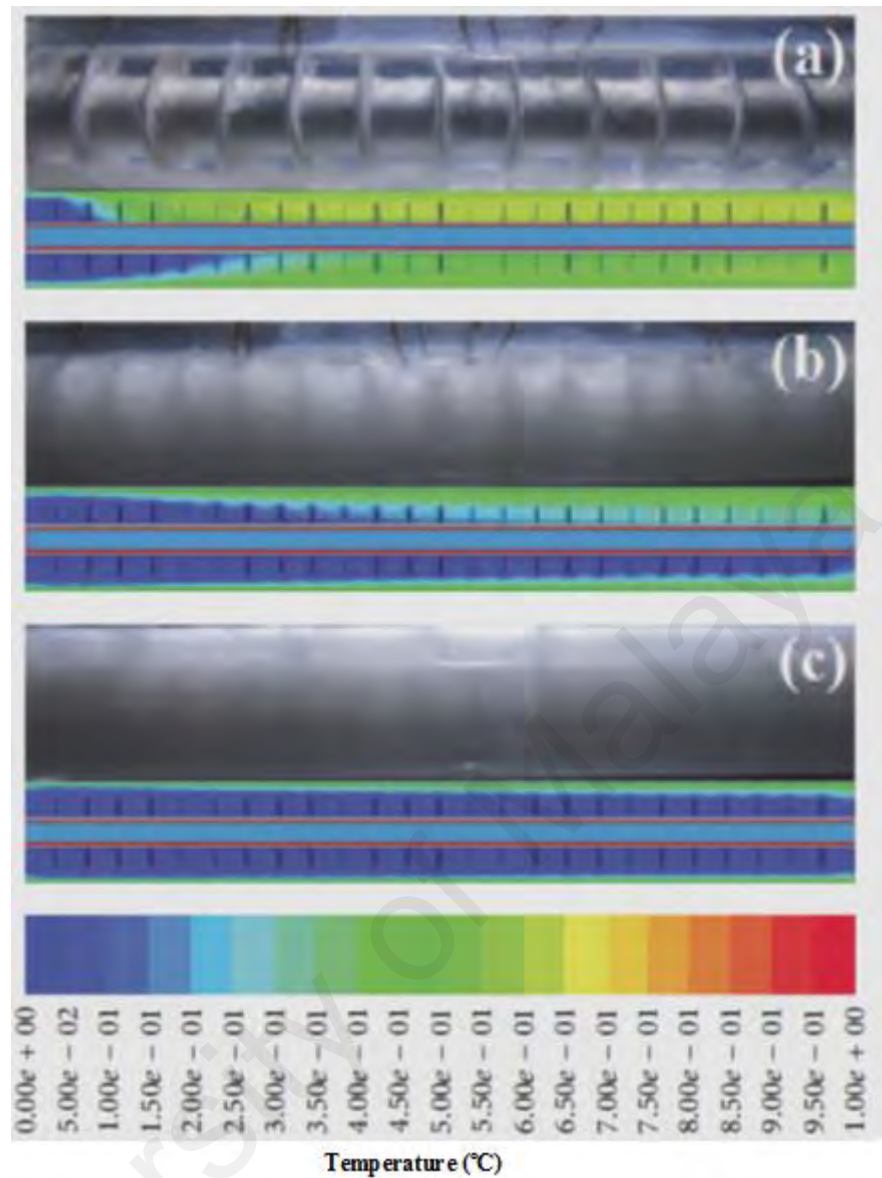 (a)
(b)
(c)
0.00e + 00
5.00e – 02
1.00e – 01
1.50e – 01
2.00e – 01
2.50e – 01
3.00e – 01
3.50e – 01
4.00e – 01
5.00e – 01
5.50e – 01
6.00e – 01
6.50e – 01
7.00e – 01
7.50e – 01
8.00e – 01
8.50e – 01
9.00e – 01
9.50e – 01
1.00e + 00
Temperature (℃)
ersity of Malaya